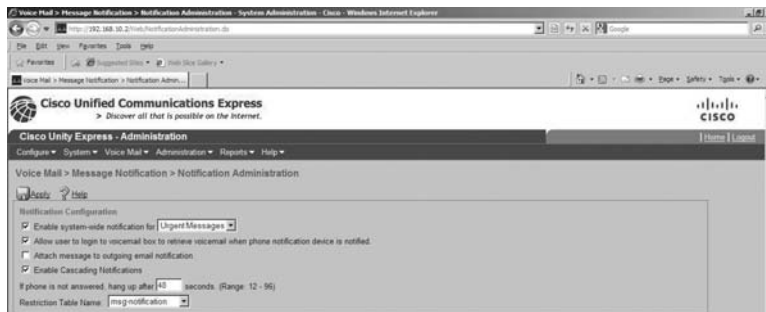 Voice Mail > Message Notification > Notification Administration - System Administration - Cisco - Windows Internet Explorer
http://192.168.10.2/Web/NotificationAdministration.do
Google
File Edit View Favorites Tools Help
Favorites Suggested Sites Web Slice Gallery
Voice Mail > Message Notification > Notification Admin... Page Safety Tools
Cisco Unified Communications Express
> Discover all that is possible on the Internet.
CISCO
Cisco Unity Express - Administration Home | Logout
Configure System Voice Mail Administration Reports Help
Voice Mail > Message Notification > Notification Administration
Apply Help
Notification Configuration
Enable system-wide notification for Urgent Messages
Allow user to login to voicemail box to retrieve voicemail when phone notification device is notified.
Attach message to outgoing email notification
Enable Cascading Notifications
If phone is not answered, hang up after 48 seconds. (Range: 12 - 96)
Restriction Table Name: msg-notification